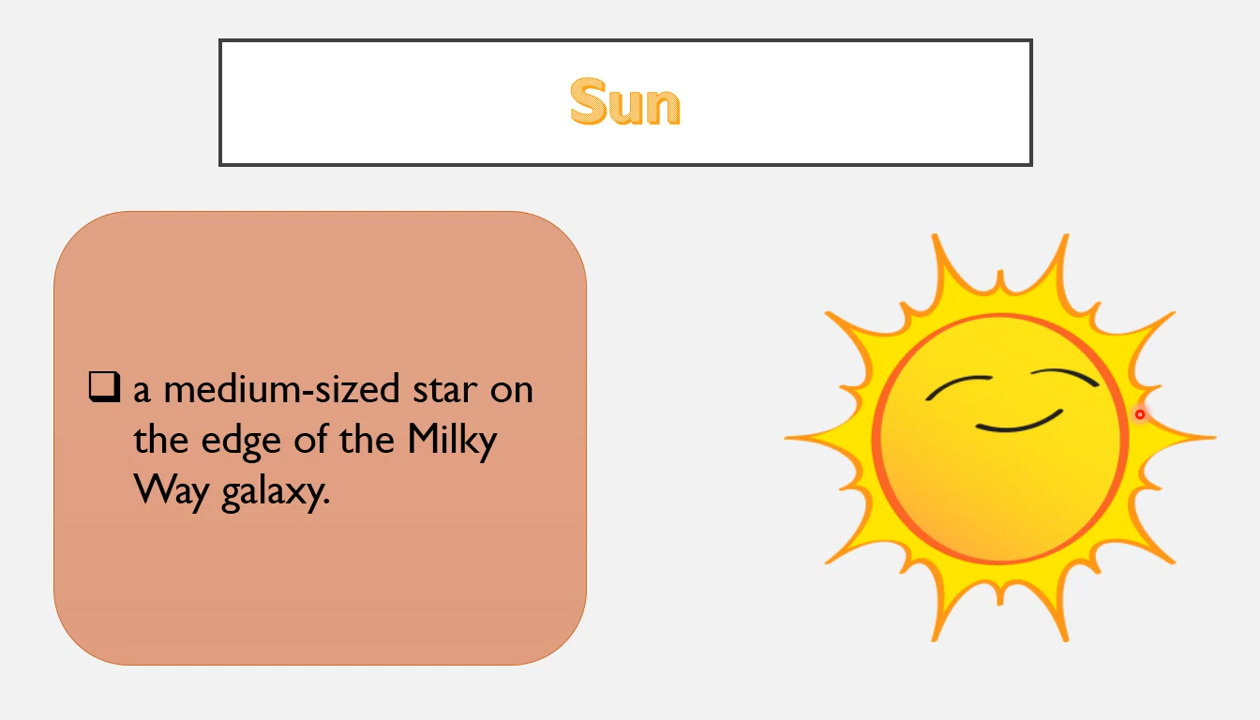 Sun
❑ a medium-sized star on
the edge of the Milky
Way galaxy.